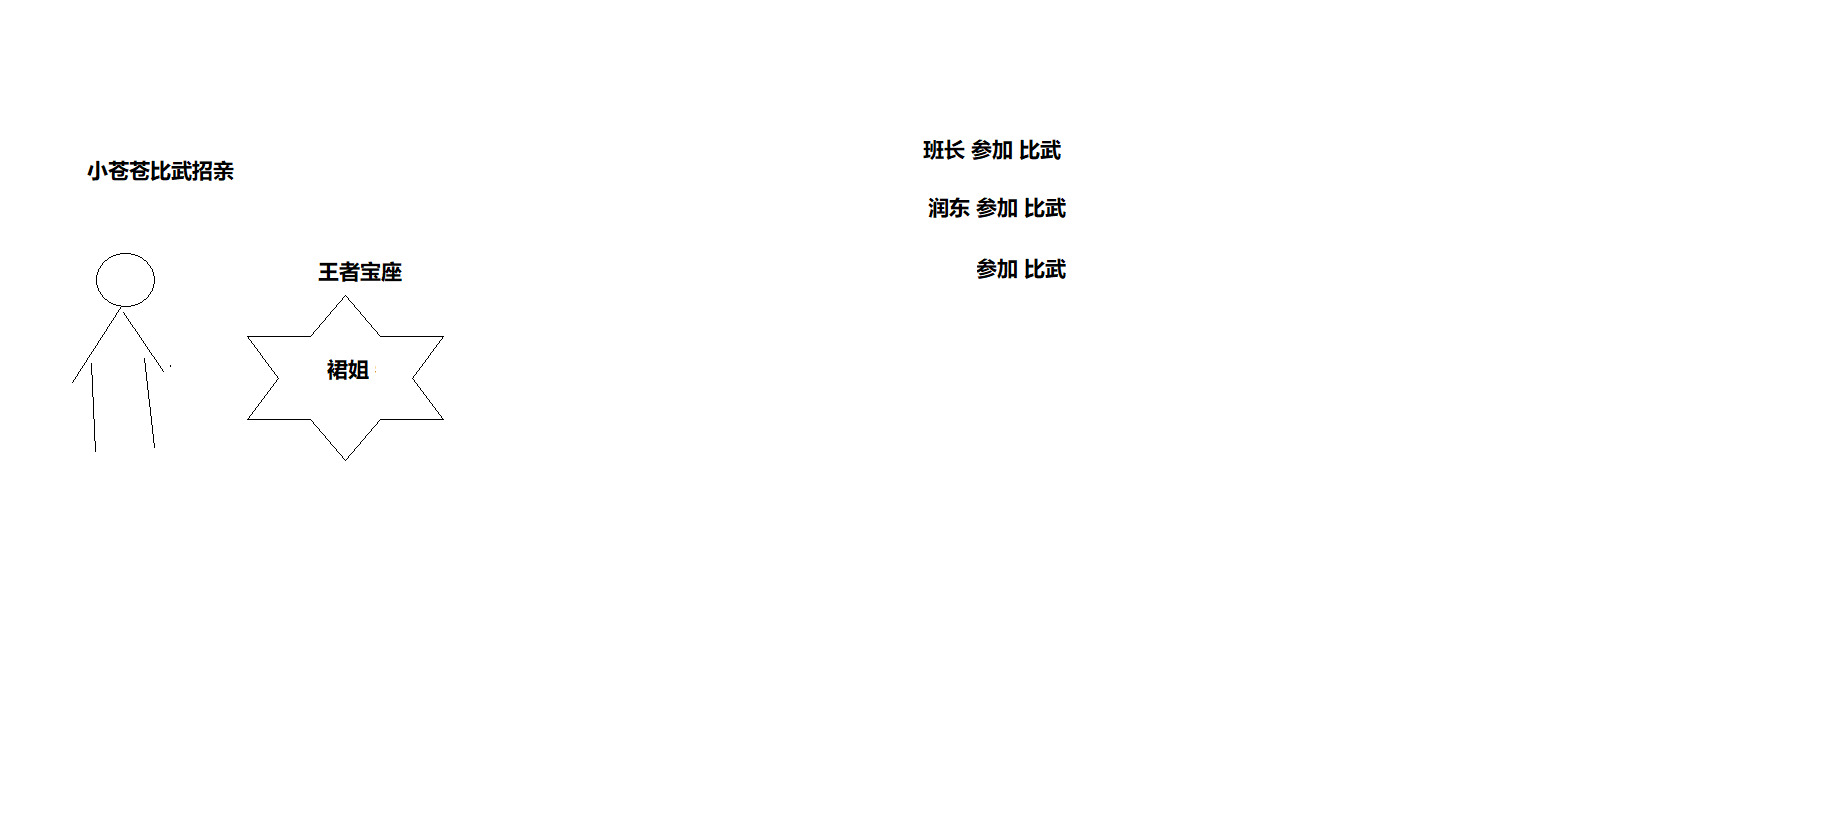 小苍苍比武招亲
王者宝座
裙姐
班长 参加 比武
润东 参加 比武
参加 比武